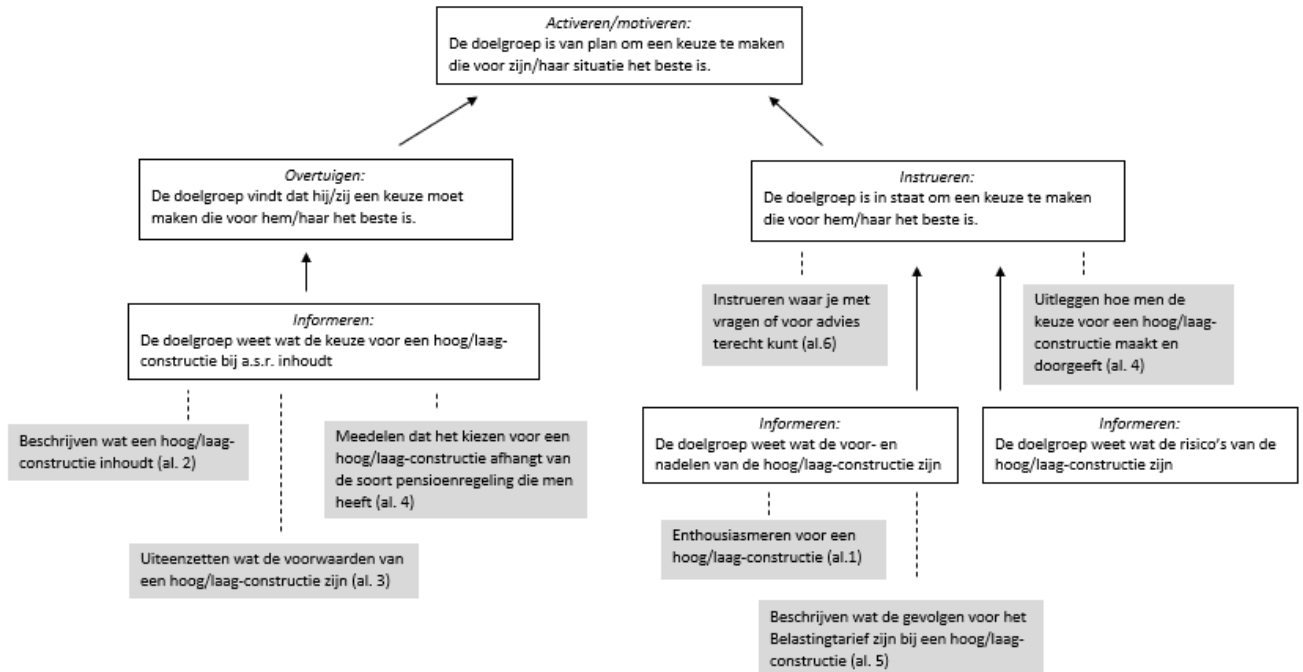 Activeren/motiveren:
De doelgroep is van plan om een keuze te maken
die voor zijn/haar situatie het beste is.
Overtuigen:
De doelgroep vindt dat hij/zij een keuze moet
maken die voor hem/haar het beste is.
Instrueren:
De doelgroep is in staat om een keuze te maken
die voor hem/haar het beste is.
Informeren:
De doelgroep weet wat de keuze voor een hoog/laag-
constructie bij a.s.r. inhoudt
Instrueren waar je met
vragen of voor advies
terecht kunt (al.6)
Uitleggen hoe men de
keuze voor een hoog/laag-
constructie maakt en
doorgeeft (al. 4)
Beschrijven wat een hoog/laag-
constructie inhoudt (al. 2)
Meedelen dat het kiezen voor een
hoog/laag-constructie afhangt van
de soort pensioenregeling die men
heeft (al. 4)
Informeren:
De doelgroep weet wat de voor- en
nadelen van de hoog/laag-constructie zijn
Informeren:
De doelgroep weet wat de risico's van de
hoog/laag-constructie zijn
Uiteenzetten wat de voorwaarden van
een hoog/laag-constructie zijn (al. 3)
Enthousiasmeren voor een
hoog/laag-constructie (al.1)
Beschrijven wat de gevolgen voor het
Belastingtarief zijn bij een hoog/laag-
constructie (al. 5)